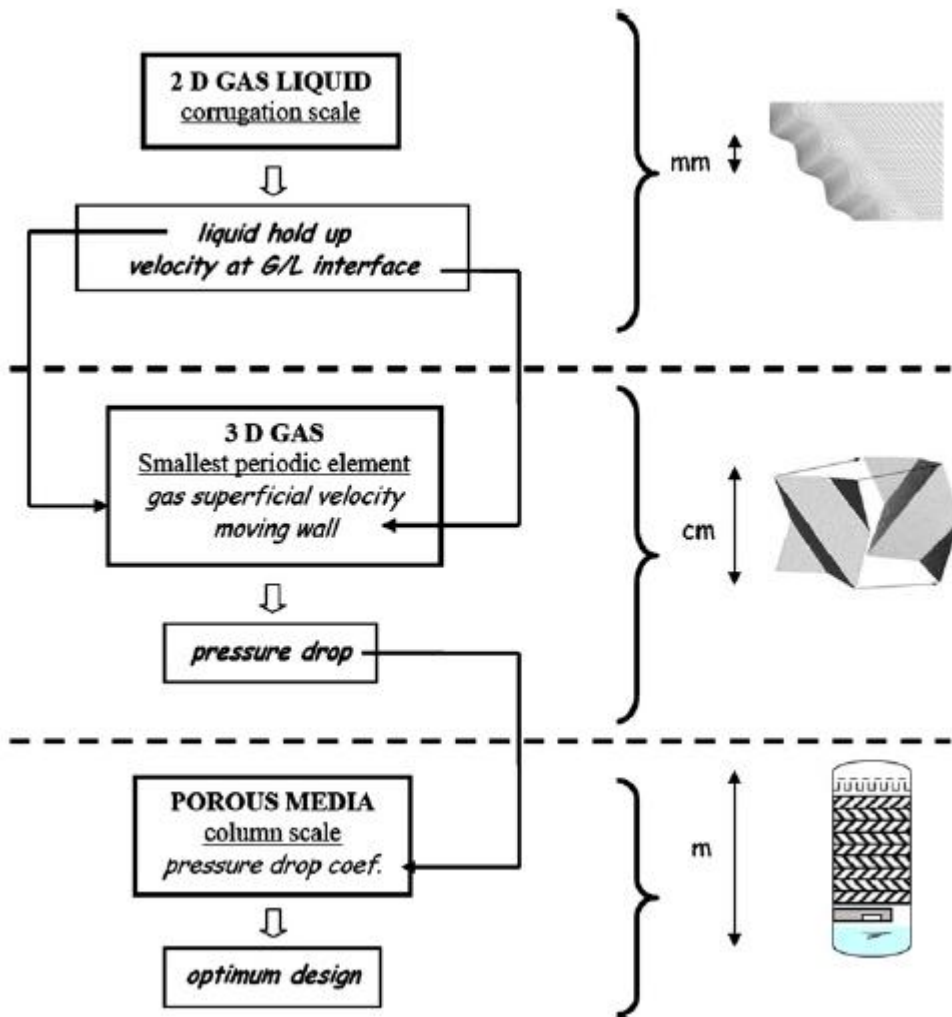 2 D GAS LIQUID
corrugation scale
mm
liquid hold up
velocity at G/L interface
3 D GAS
Smallest periodic element
gas superficial velocity
moving wall
cm
pressure drop
POROUS MEDIA
column scale
pressure drop coef.
m
optimum design